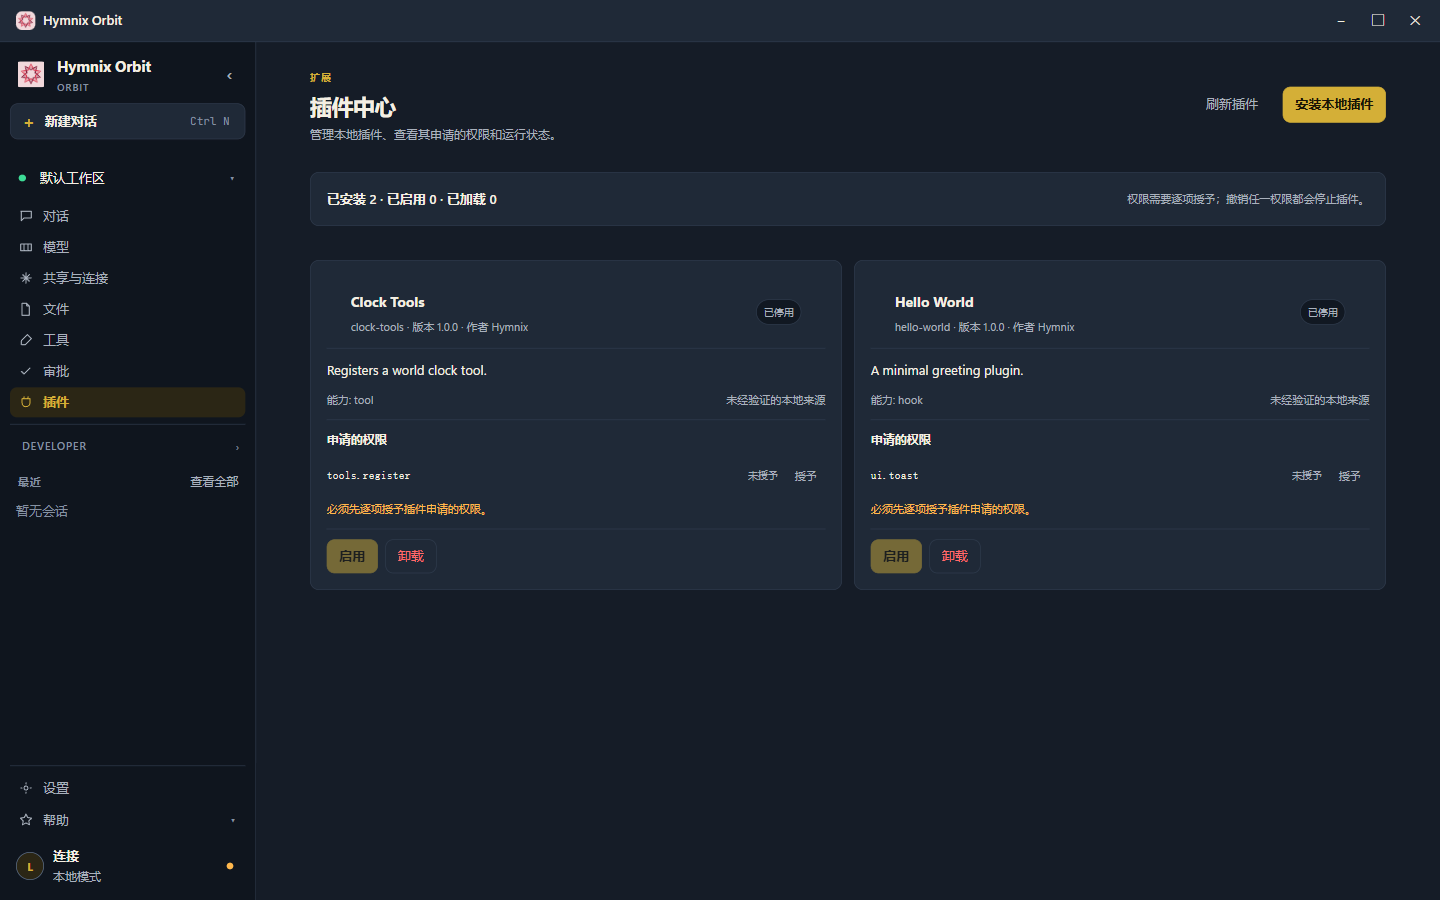 Hymnix Orbit
Hymnix Orbit
ORBIT
新建对话 Ctrl N
默认工作区
对话
模型
共享与连接
文件
工具
审批
插件
DEVELOPER
最近 查看全部
暂无会话
设置
帮助
L
连接
本地模式
扩展
插件中心
管理本地插件、查看其申请的权限和运行状态。
刷新插件 安装本地插件
已安装 2 · 已启用 0 · 已加载 0
权限需要逐项授予；撤销任一权限都会停止插件。
Clock Tools
clock-tools · 版本 1.0.0 · 作者 Hymnix
已停用
Registers a world clock tool.
能力: tool 未经验证的本地来源
申请的权限
tools.register 未授予 授予
必须先逐项授予插件申请的权限。
启用 卸载
Hello World
hello-world · 版本 1.0.0 · 作者 Hymnix
已停用
A minimal greeting plugin.
能力: hook 未经验证的本地来源
申请的权限
ui.toast 未授予 授予
必须先逐项授予插件申请的权限。
启用 卸载